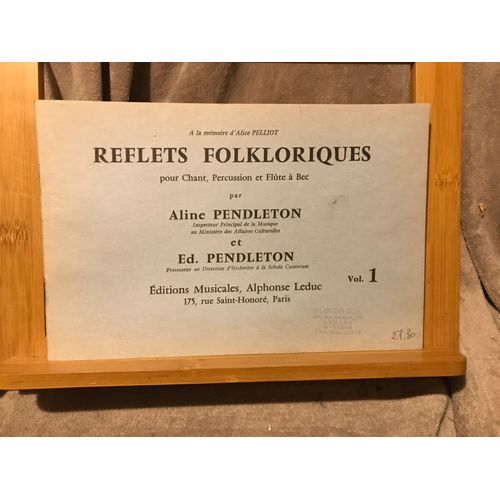 A la mémoire d'Alice PELLIOT
REFLETS FOLKLORIQUES
pour Chant, Percussion et Flûte à Bec
par
Aline PENDLETON
Inspecteur Principal de la Musique
au Ministère des Affaires Culturelles
et
Ed. PENDLETON
Professeur de Direction d'Orchestre à la Schola Cantorum
Vol. 1
Éditions Musicales, Alphonse Leduc
175, rue Saint-Honoré, Paris
27,30